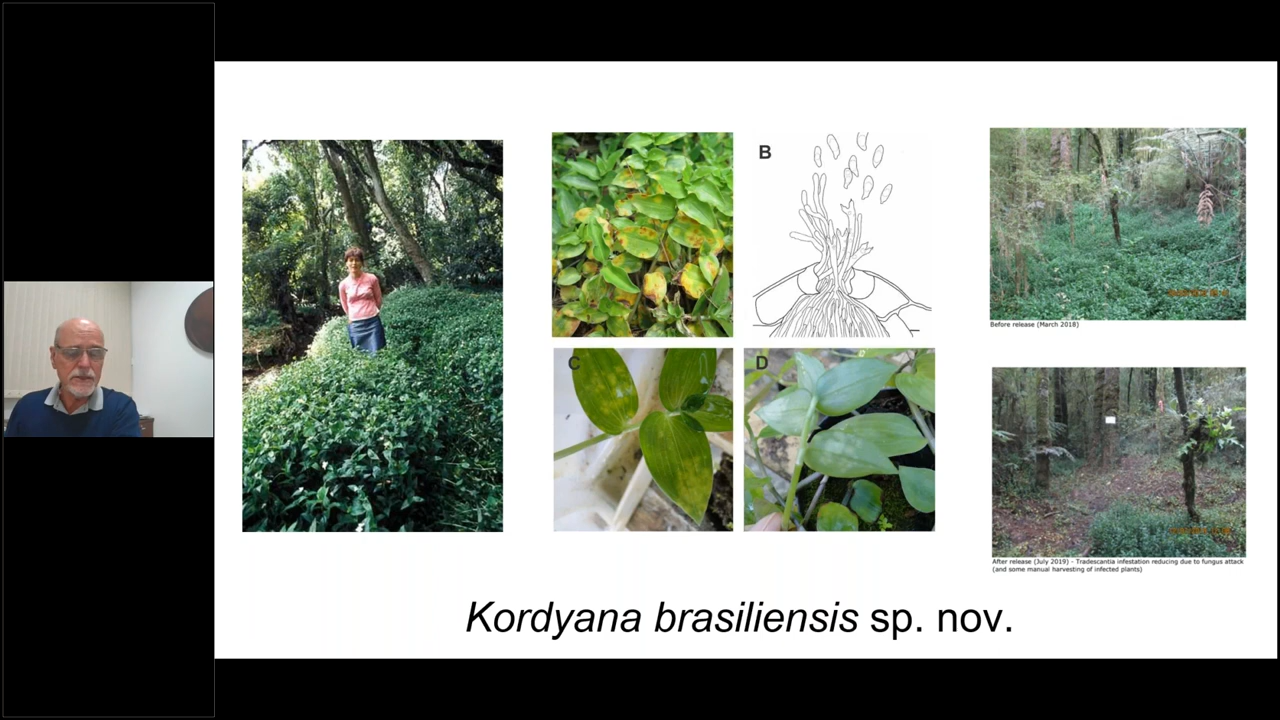 B
Before release (March 2018)
C
D
After release (July 2019) - Tradescantia infestation reducing due to fungus attack
(and some manual harvesting of infected plants)
Kordyana brasiliensis sp. nov.